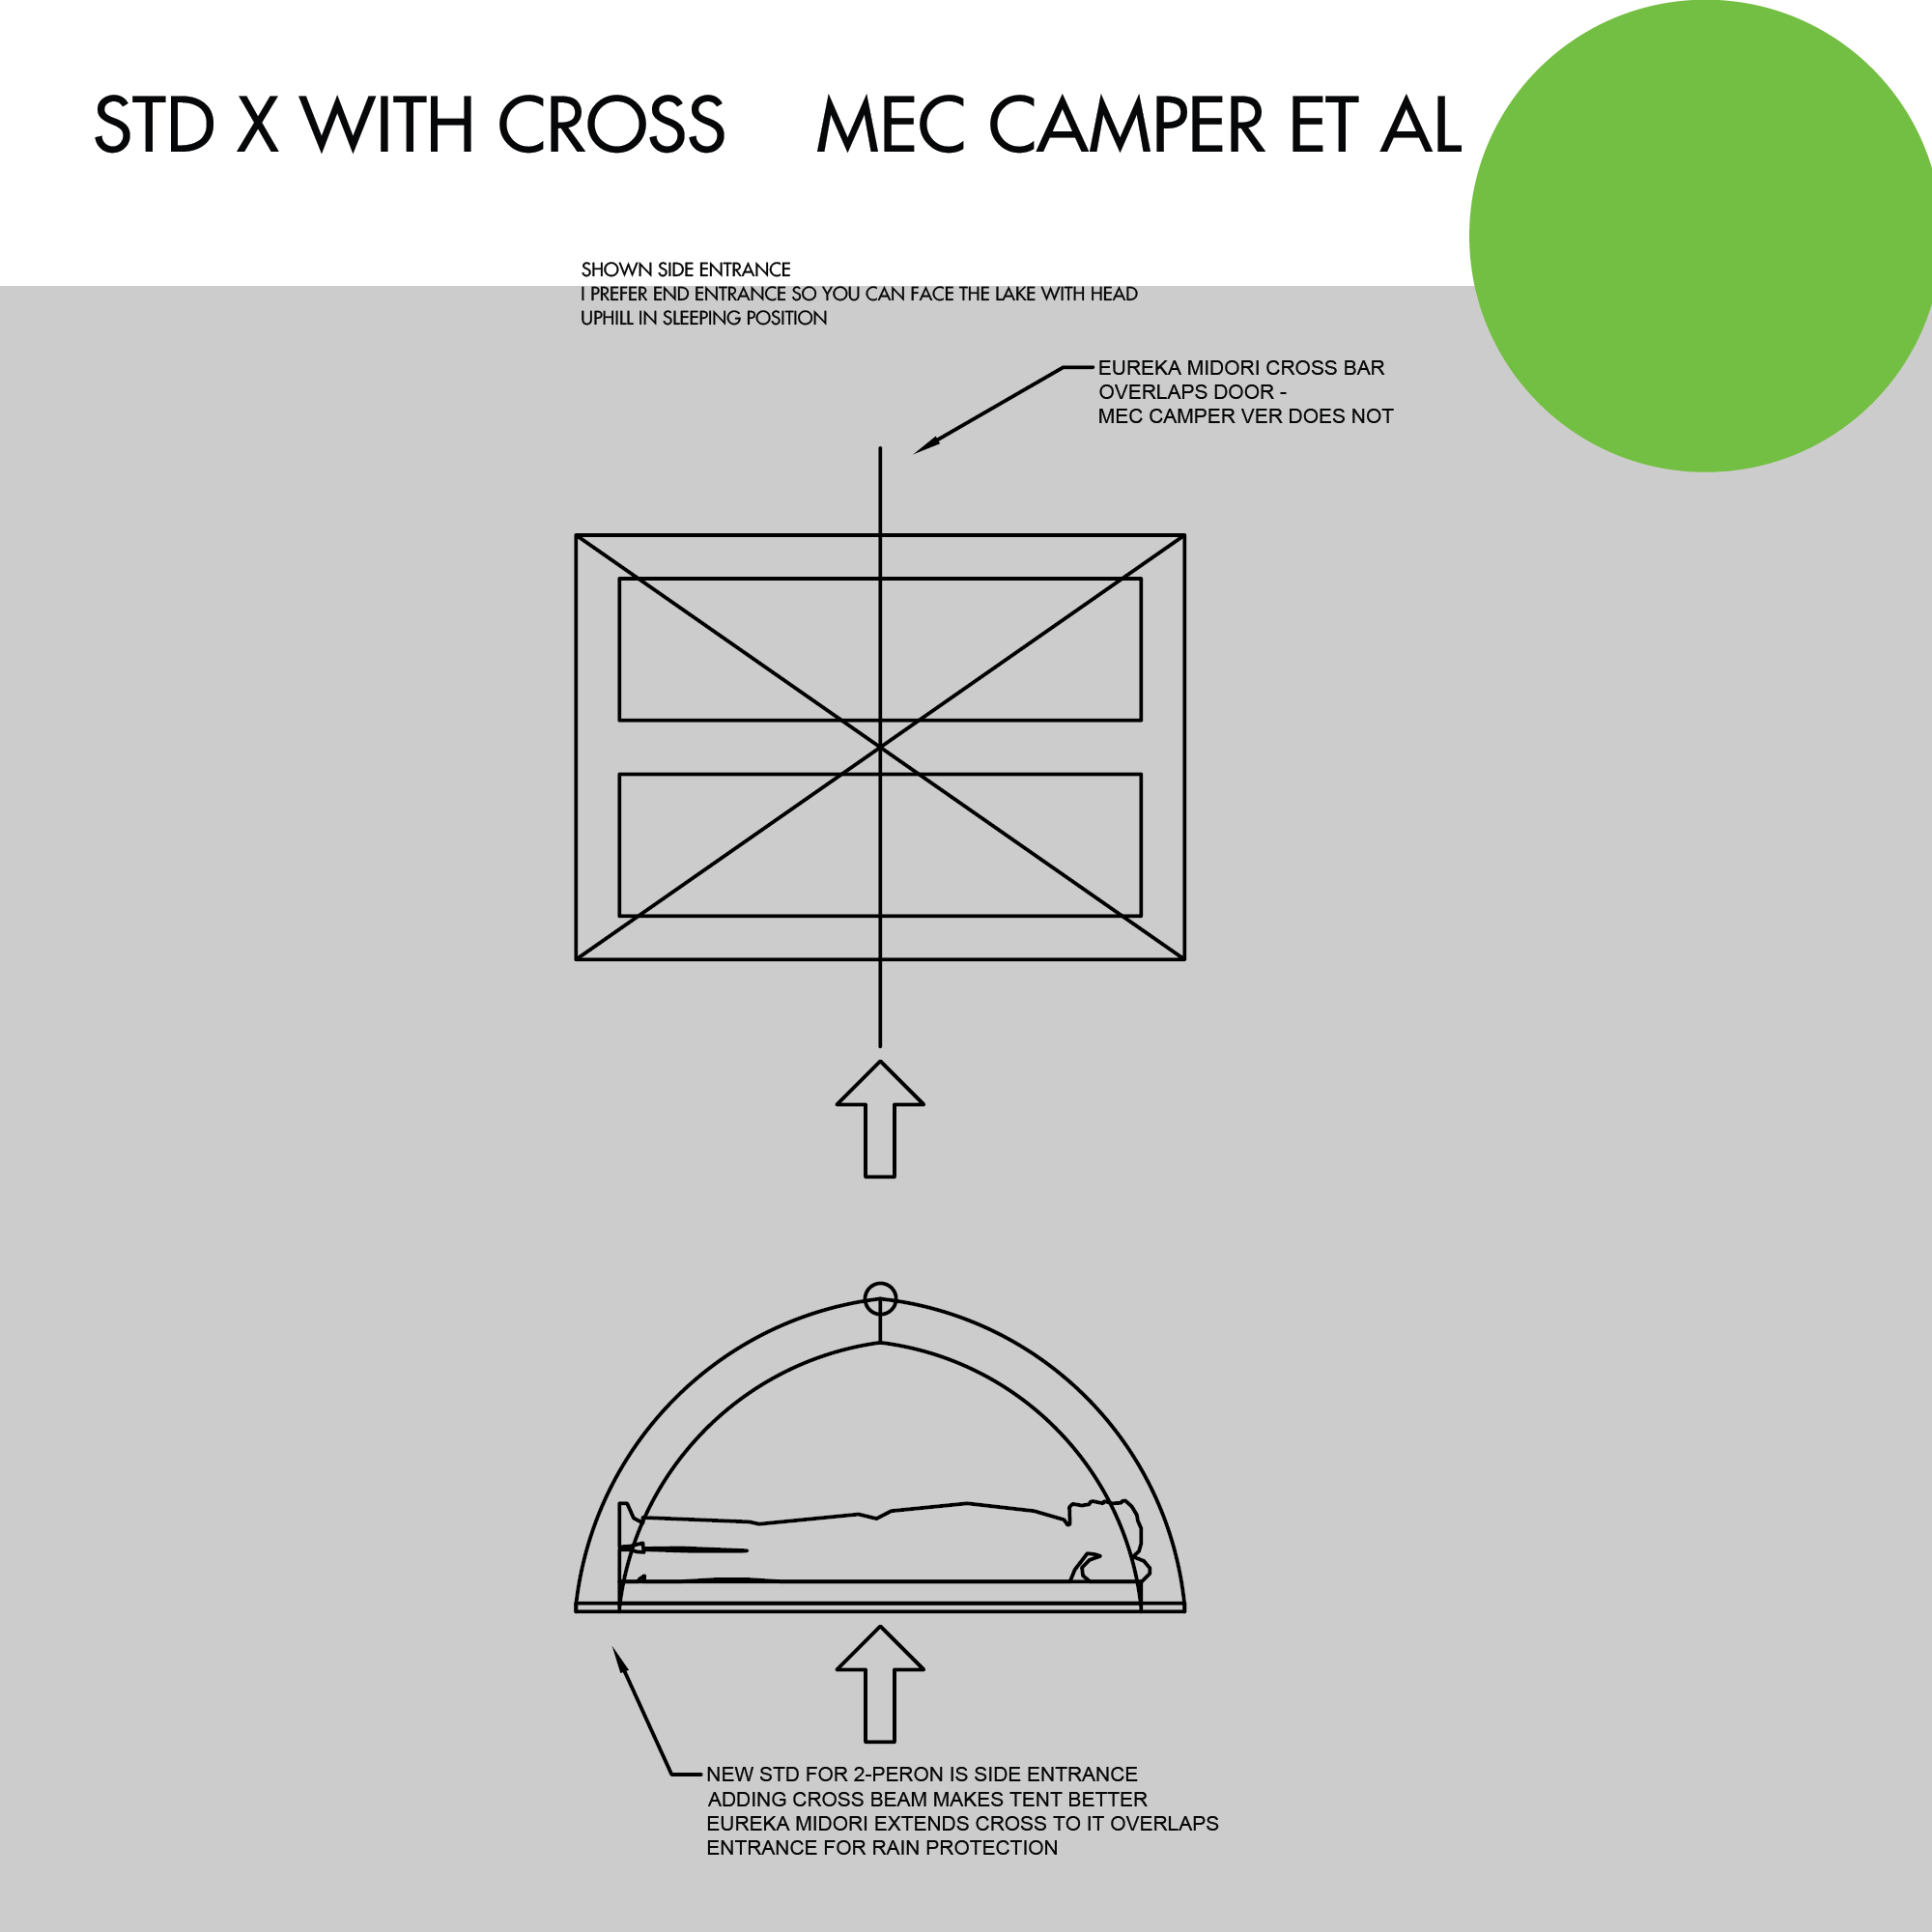 STD X WITH CROSS MEC CAMPER ET AL
SHOWN SIDE ENTRANCE
I PREFER END ENTRANCE SO YOU CAN FACE THE LAKE WITH HEAD
UPHILL IN SLEEPING POSITION
EUREKA MIDORI CROSS BAR
OVERLAPS DOOR -
MEC CAMPER VER DOES NOT
NEW STD FOR 2-PERON IS SIDE ENTRANCE
ADDING CROSS BEAM MAKES TENT BETTER
EUREKA MIDORI EXTENDS CROSS TO IT OVERLAPS
ENTRANCE FOR RAIN PROTECTION